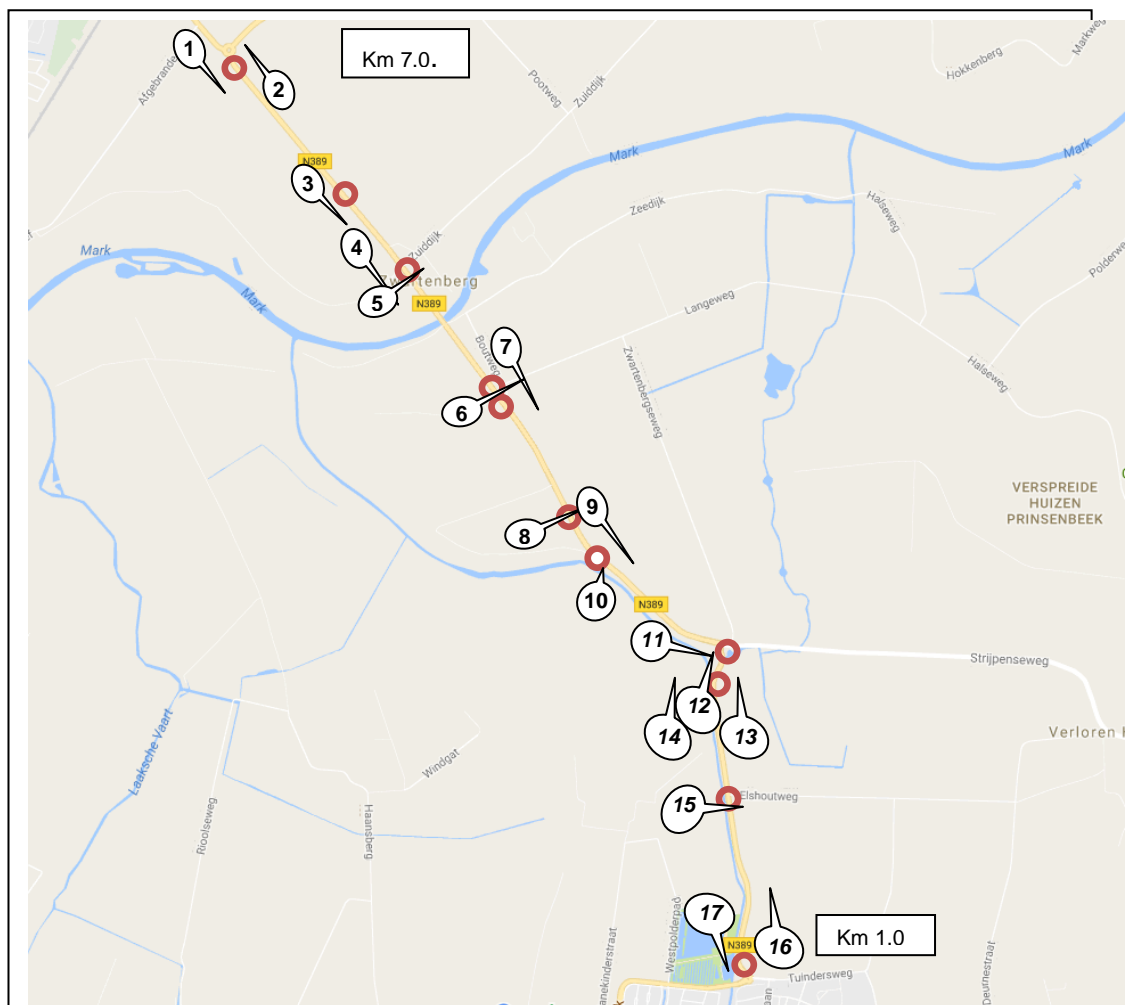 Km 7.0.
1
2
Afgebrande
Pootweg
Zuiddijk
Hokkenberg
Markweg
N389
3
Mark
Mark
Zeedijk
Halseweg
Polderwe
Mark
Mark
4
Zuiddijk
Zwartenberg
5
N389
Langeweg
Boutweg
7
6
Zwartenbergseweg
Halseweg
VERSPREIDE
HUIZEN
PRINSENBEEK
9
8
10
N389
11
Strijpenseweg
12
14
13
Verloren H
Laaksche Vaart
Windgat
Rioolseweg
Haansberg
15
Elshoutweg
17
16
Km 1.0
Westpolderpad
N389
anekinderstraat
Tuindersweg
Deurnestraat